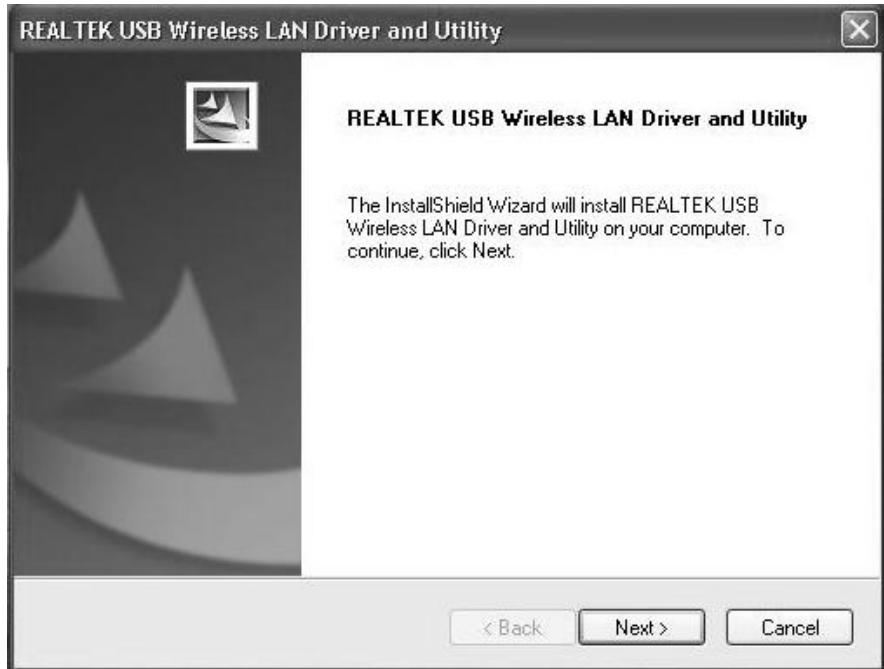 REALTEK USB Wireless LAN Driver and Utility
REALTEK USB Wireless LAN Driver and Utility
The InstallShield Wizard will install REALTEK USB
Wireless LAN Driver and Utility on your computer. To
continue, click Next.
< Back
Next >
Cancel